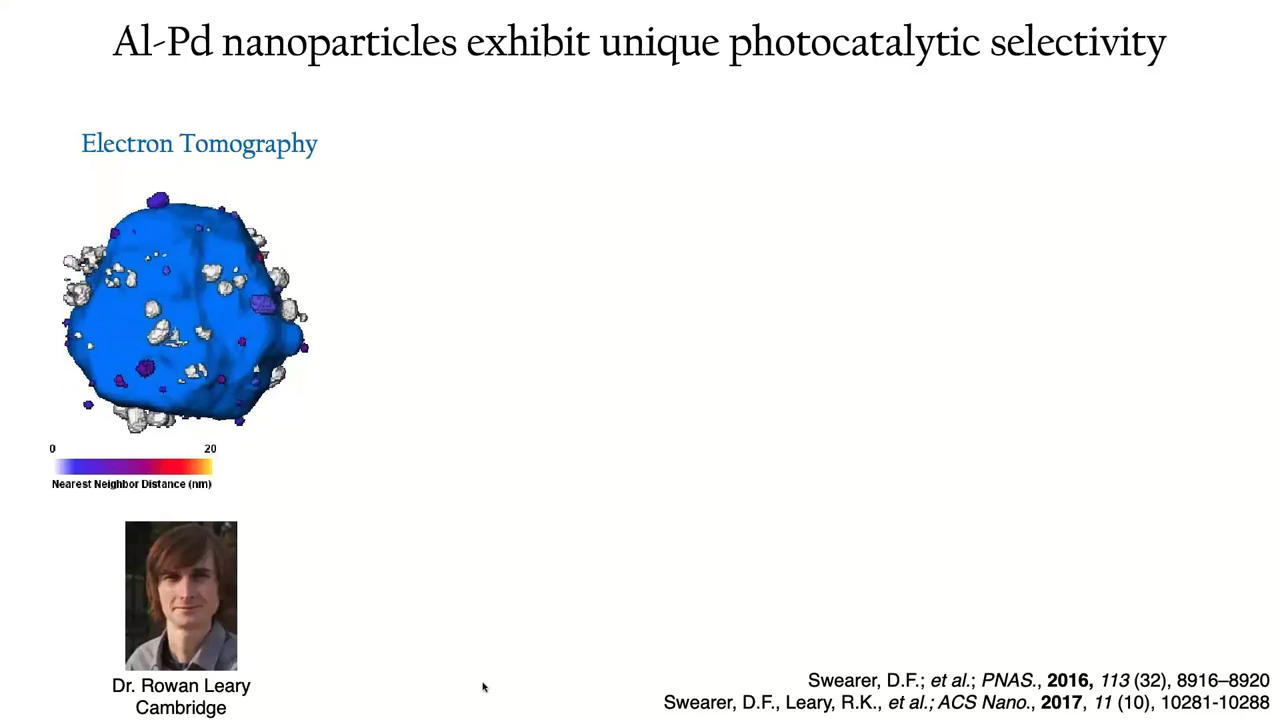 Al-Pd nanoparticles exhibit unique photocatalytic selectivity
Electron Tomography
0 20
Nearest Neighbor Distance (nm)
Dr. Rowan Leary
Cambridge
Swearer, D.F.; et al.; PNAS., 2016, 113 (32), 8916–8920
Swearer, D.F., Leary, R.K., et al.; ACS Nano., 2017, 11 (10), 10281-10288